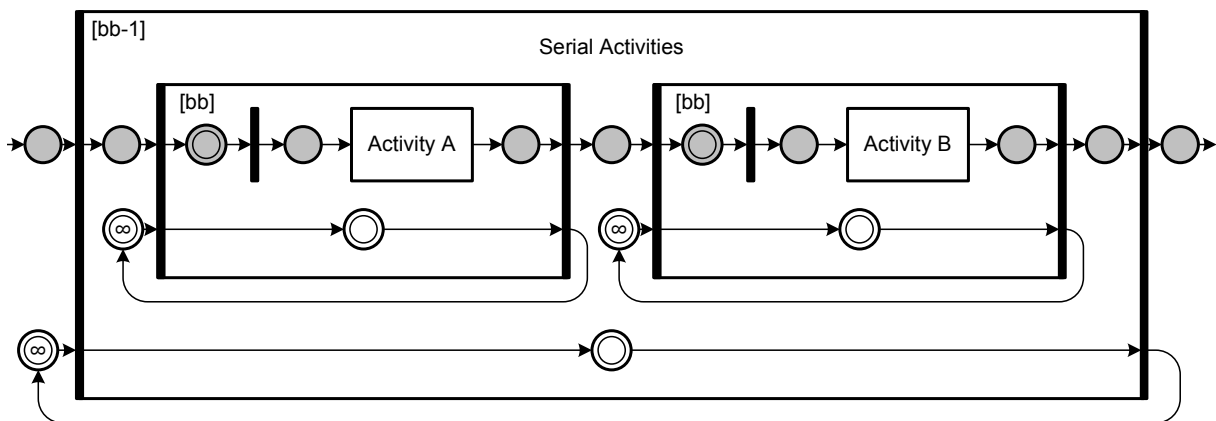 [bb-1]
Serial Activities
[bb]
[bb]
Activity A
Activity B
∞
∞
∞